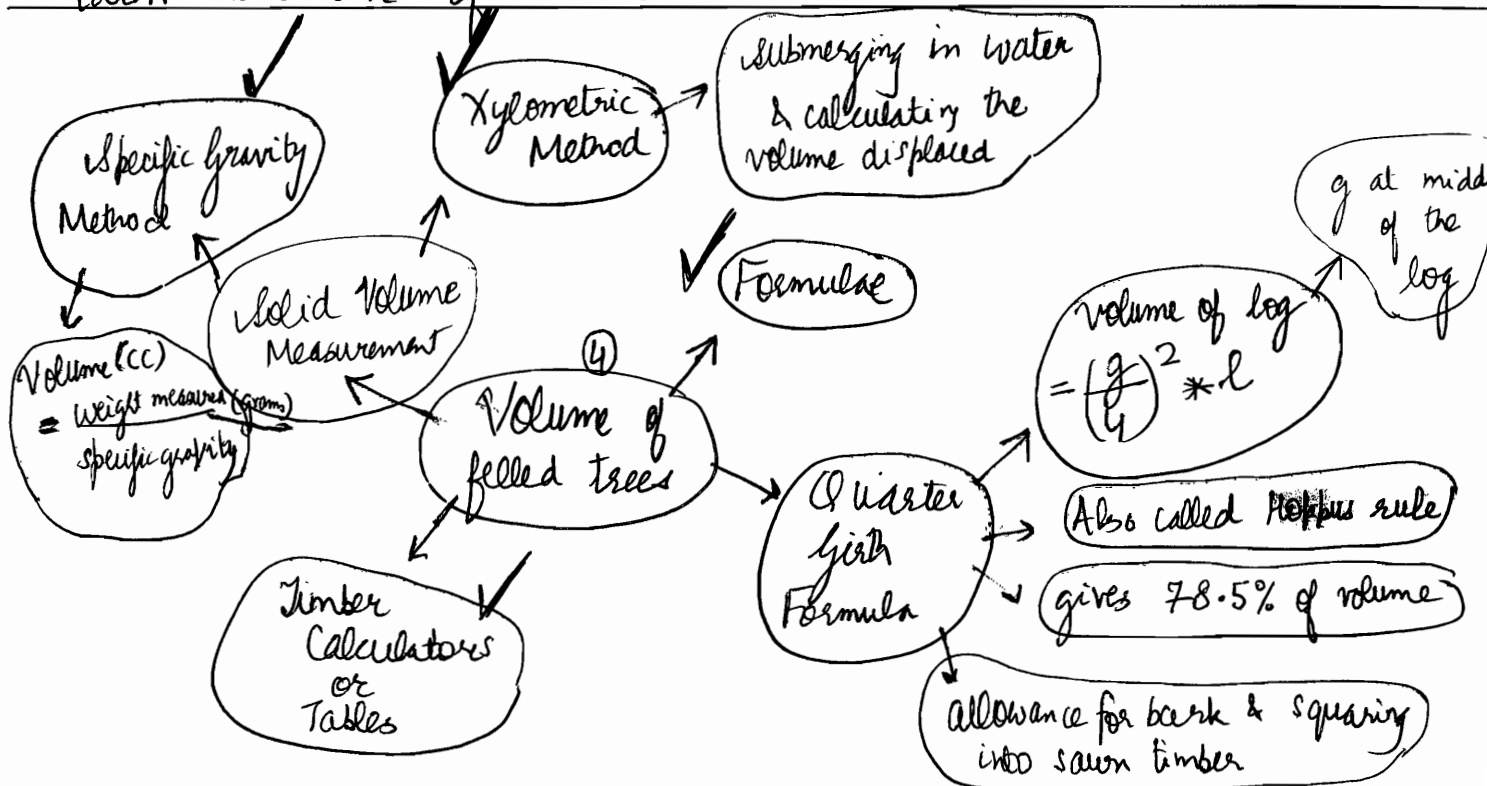 Specific Gravity
Method
Xylometric
Method
submerging in water
& calculating the
volume displaced
Solid Volume
Measurement
Volume (CC)
= weight measured (grams)
specific gravity
Formulae
④
Volume of
felled trees
Timber
Calculators
or
Tables
Quarter
Girth
Formula
volume of log
= (g/4)² * l
g at midd
of the
log
Also called Hoppus rule
gives 78.5% of volume
allowance for bark & squaring
into sawn timber